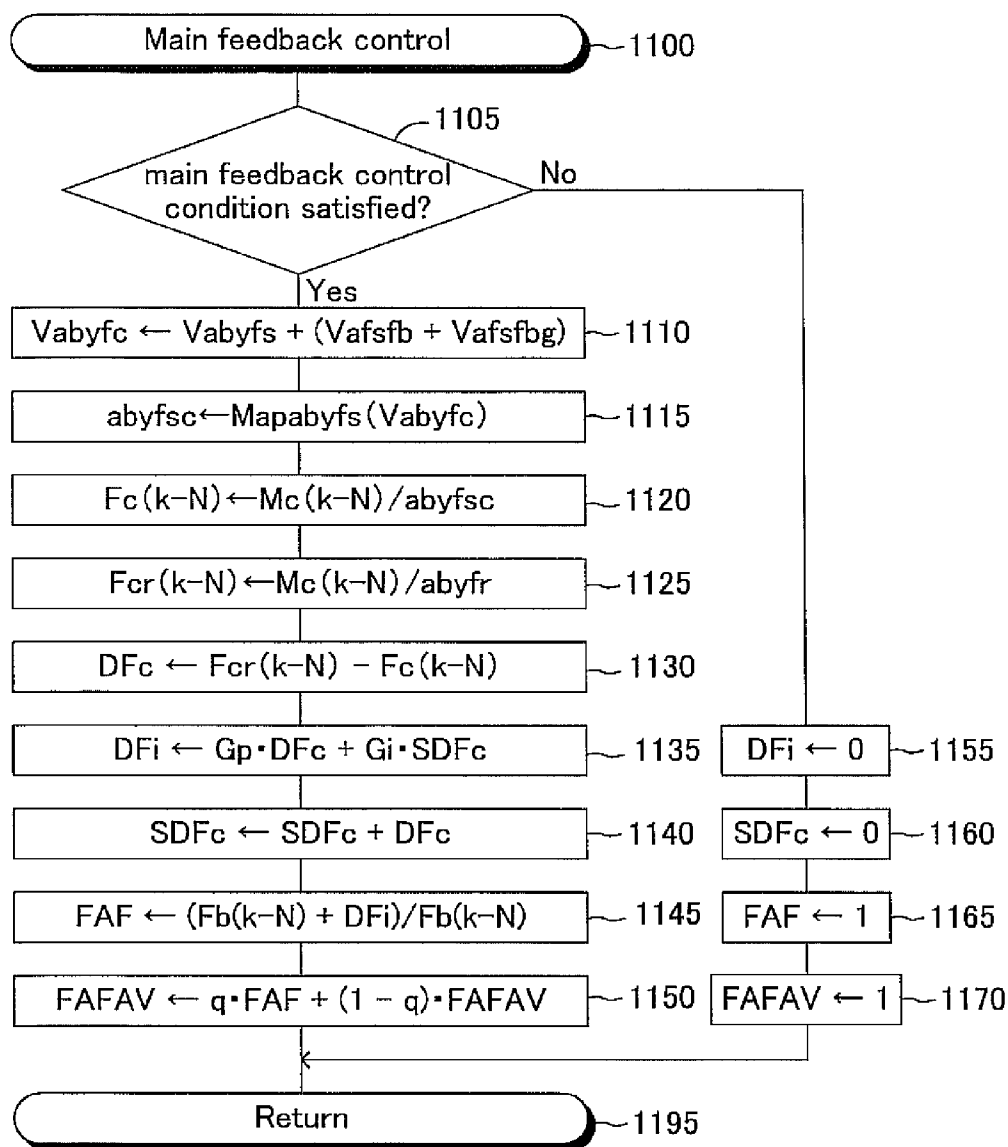 Main feedback control
1100
1105
main feedback control
condition satisfied?
No
Yes
Vabyfc ← Vabyfs + (Vafsfb + Vafsfbg)
1110
abyfsc←Mapabyfs(Vabyfc)
1115
Fc(k-N)←Mc(k-N)/abyfsc
1120
Fcr(k-N)←Mc(k-N)/abyfr
1125
DFc ← Fcr(k-N) - Fc(k-N)
1130
DFi ← Gp・DFc + Gi・SDFc
1135
DFi ← 0
1155
SDFc ← SDFc + DFc
1140
SDFc ← 0
1160
FAF ← (Fb(k-N) + DFi)/Fb(k-N)
1145
FAF ← 1
1165
FAFAV ← q・FAF + (1 - q)・FAFAV
1150
FAFAV ← 1
1170
Return
1195